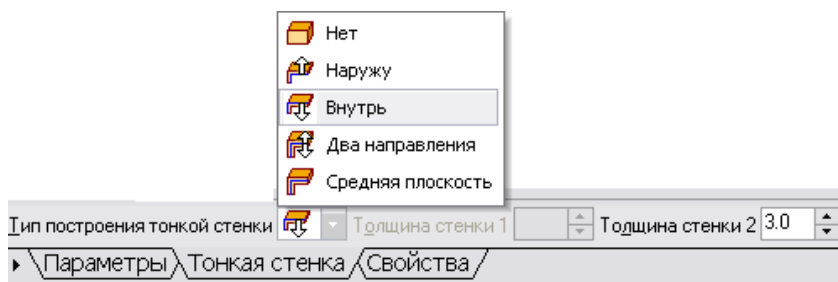 Нет
Наружу
Внутрь
Два направления
Средняя плоскость
Тип построения тонкой стенки Толщина стенки 1 Толщина стенки 2 3.0
Параметры Тонкая стенка Свойства